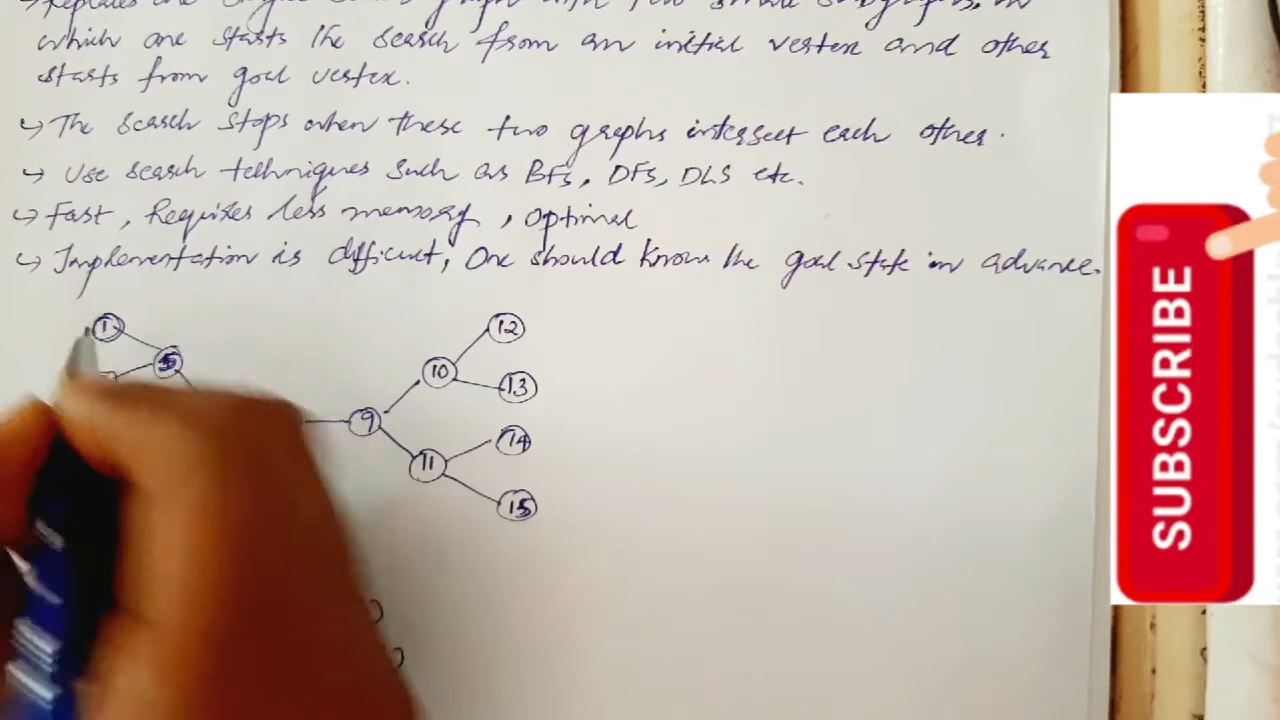 which one starts the search from an initial vertex and other
starts from goal vertex.
↳ The search stops when these two graphs intersect each other.
↳ Use search techniques such as BFS, DFS, DLS etc.
↳ Fast, Requires less memory, optimal
↳ Implementation is difficult, One should know the goal state in advance.
1
12
5
10
13
9
14
11
15
SUBSCRIBE